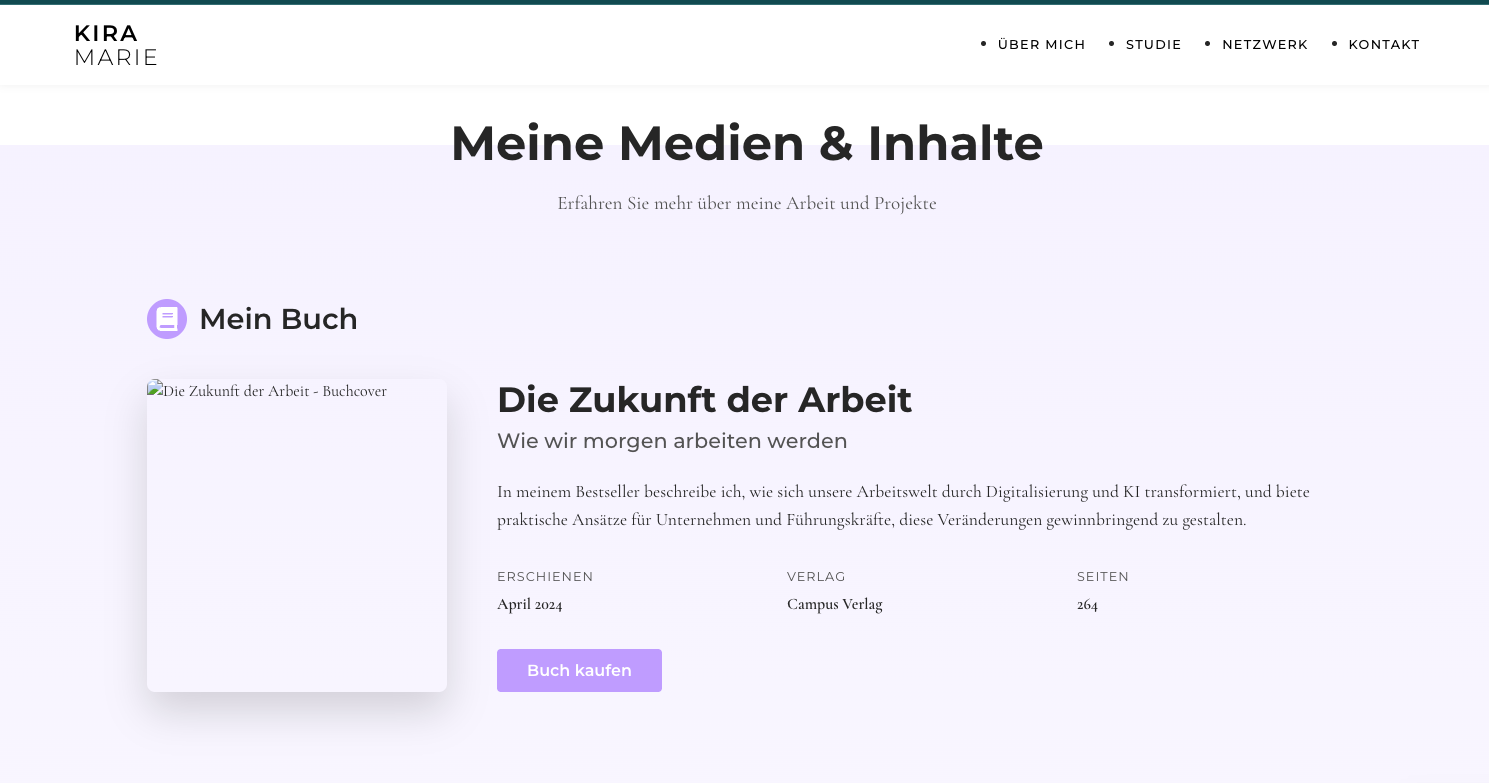 KIRA
MARIE
ÜBER MICH
STUDIE
NETZWERK
KONTAKT
Meine Medien & Inhalte
Erfahren Sie mehr über meine Arbeit und Projekte
Mein Buch
Die Zukunft der Arbeit - Buchcover
Die Zukunft der Arbeit
Wie wir morgen arbeiten werden
In meinem Bestseller beschreibe ich, wie sich unsere Arbeitswelt durch Digitalisierung und KI transformiert, und biete
praktische Ansätze für Unternehmen und Führungskräfte, diese Veränderungen gewinnbringend zu gestalten.
ERSCHIENEN
April 2024
VERLAG
Campus Verlag
SEITEN
264
Buch kaufen